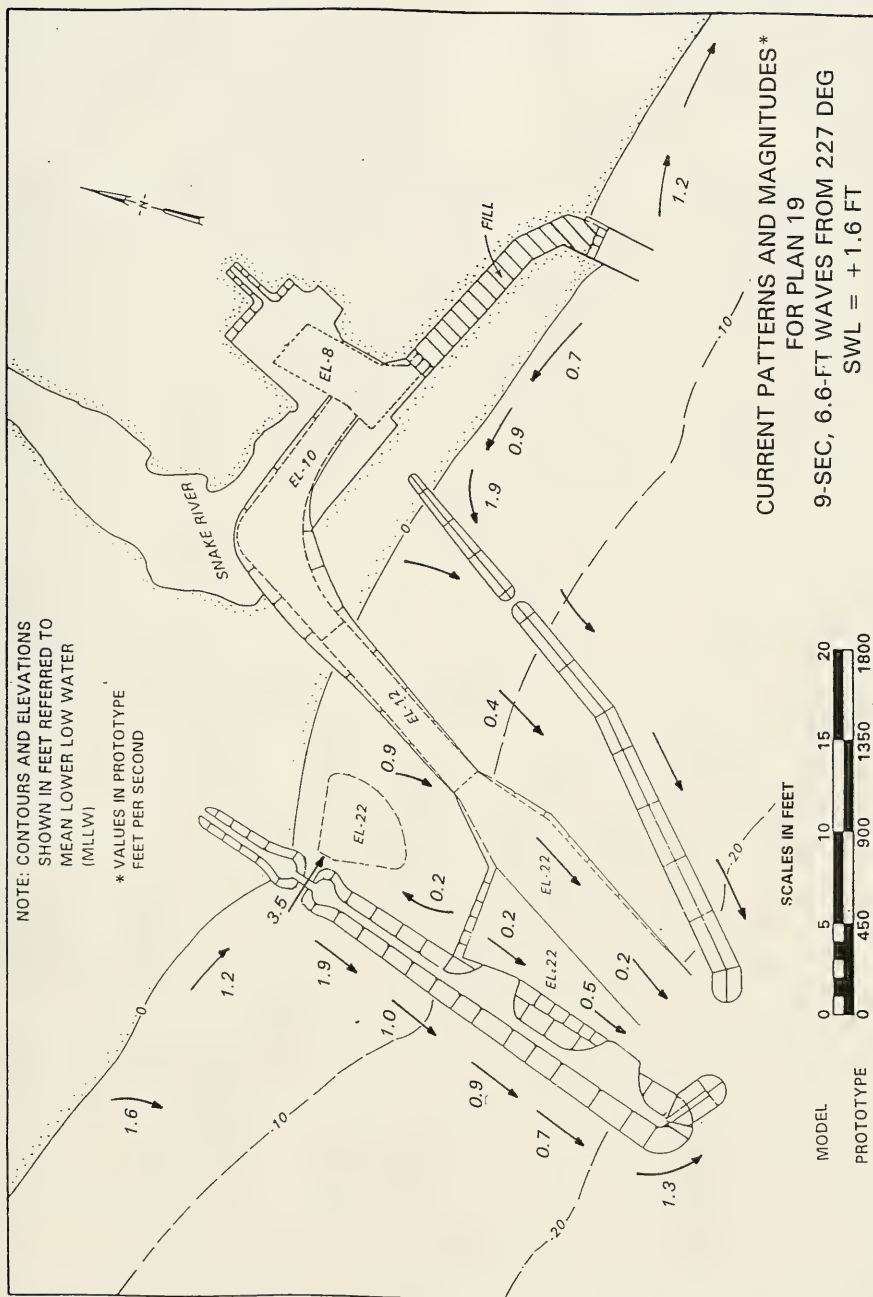 NOTE: CONTOURS AND ELEVATIONS
SHOWN IN FEET REFERRED TO
MEAN LOWER LOW WATER
(MLLW)
* VALUES IN PROTOTYPE
FEET PER SECOND
SNAKE RIVER
-N-
EL-8
EL-10
FILL
EL-12
EL-22
EL-22
EL-22
0
0
-10
-10
-20
-20
1.6
1.2
3.5
1.9
1.0
0.9
0.7
1.3
0.9
0.2
0.2
0.5
0.2
0.4
1.9
0.9
0.7
1.2
CURRENT PATTERNS AND MAGNITUDES*
FOR PLAN 19
9-SEC, 6.6-FT WAVES FROM 227 DEG
SWL = +1.6 FT
SCALES IN FEET
MODEL 0 5 10 15 20
PROTOTYPE 0 450 900 1350 1800